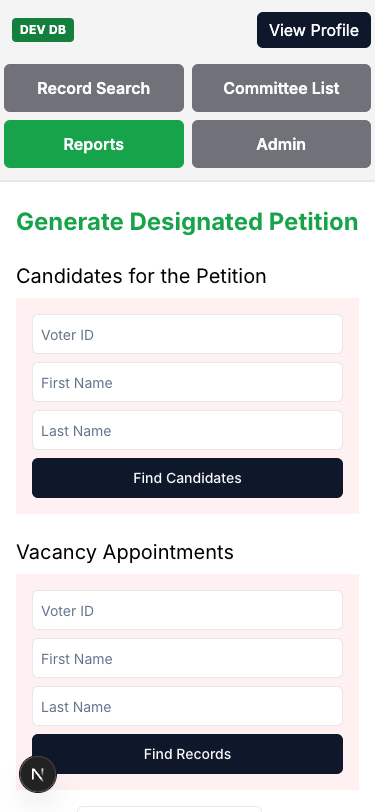 DEV DB
View Profile
Record Search
Committee List
Reports
Admin
Generate Designated Petition
Candidates for the Petition
Voter ID
First Name
Last Name
Find Candidates
Vacancy Appointments
Voter ID
First Name
Last Name
Find Records
N